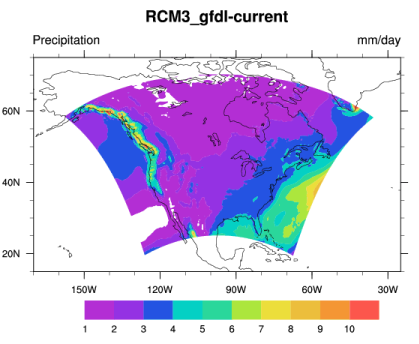 RCM3_gfdl-current
Precipitation mm/day
60N
40N
20N
150W 120W 90W 60W 30W
1 2 3 4 5 6 7 8 9 10